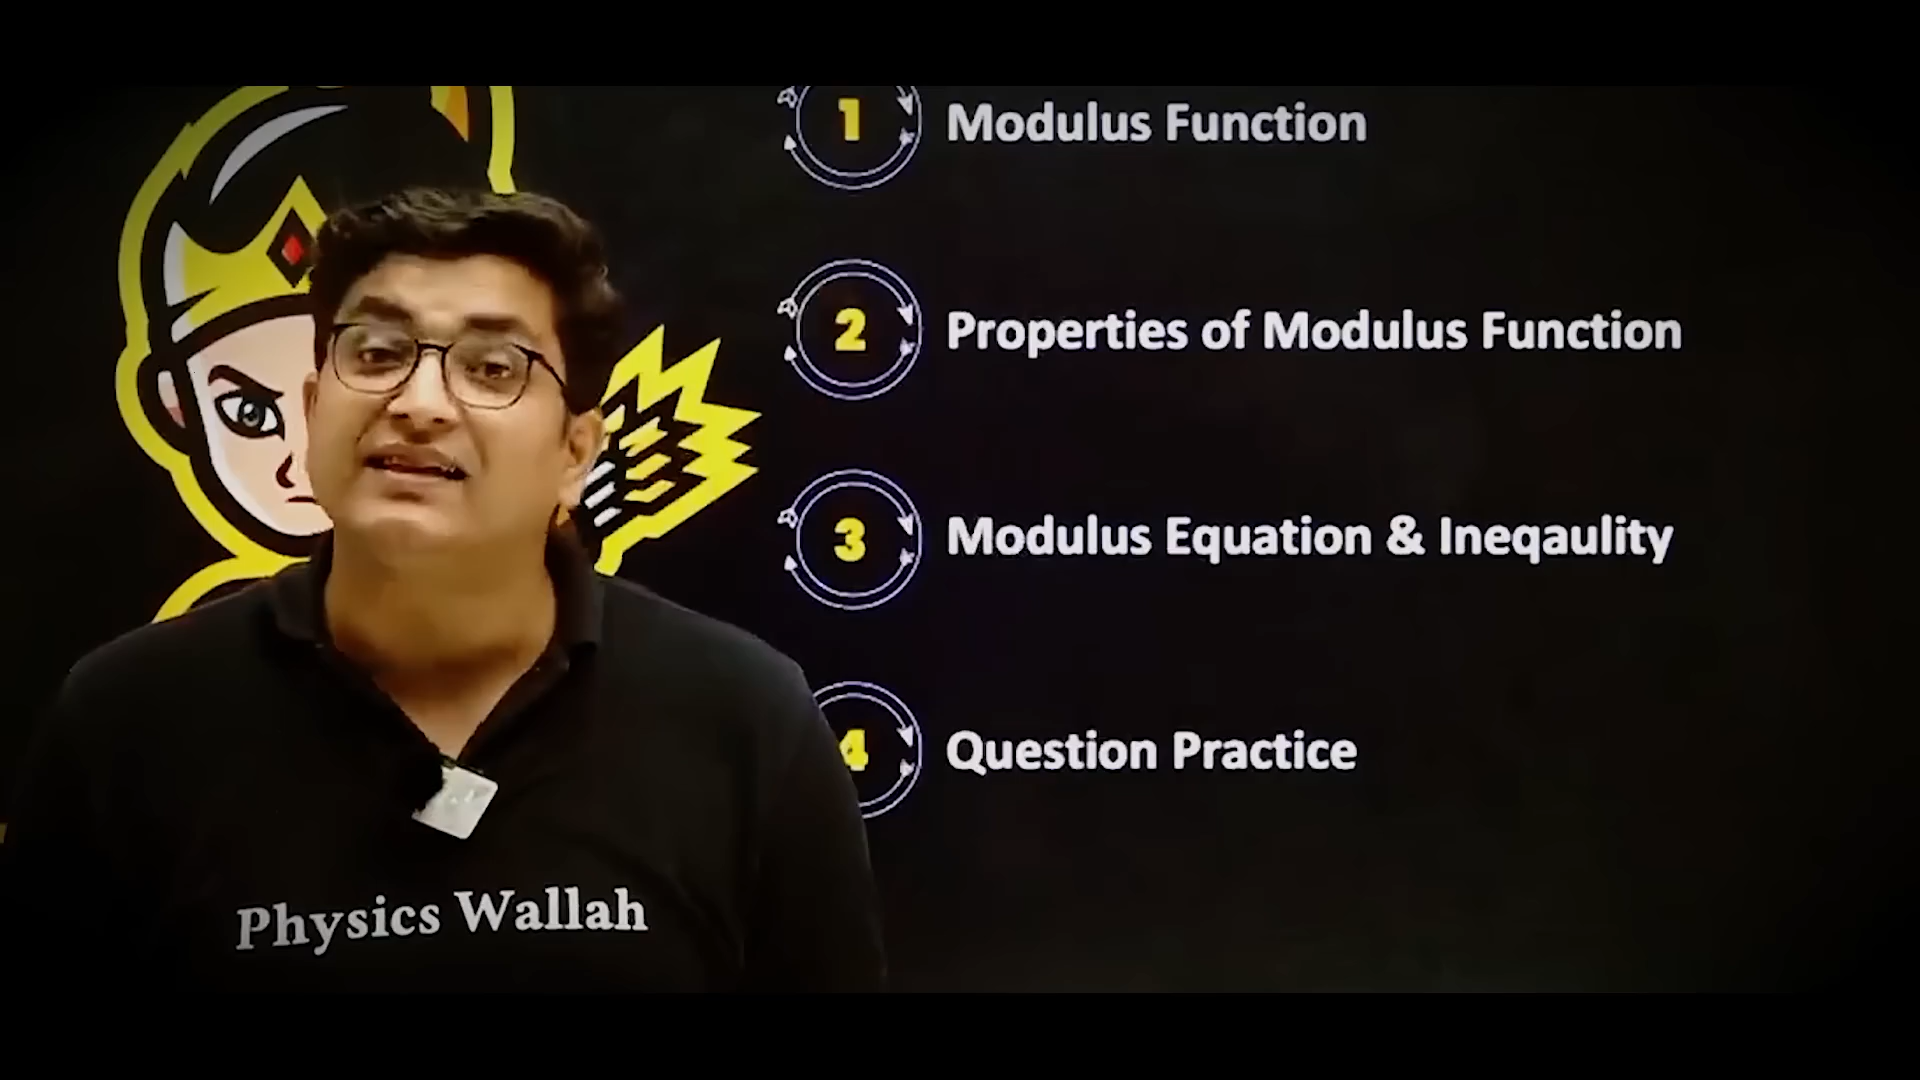 1 Modulus Function
2 Properties of Modulus Function
3 Modulus Equation & Ineqaulity
4 Question Practice
Physics Wallah